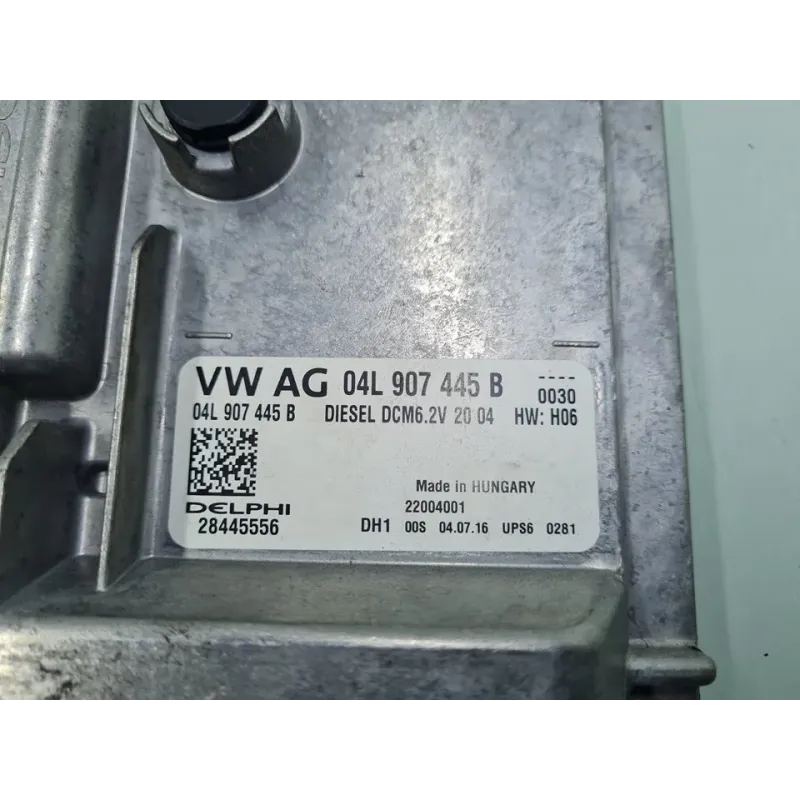 VW AG 04L 907 445 B ----
0030
04L 907 445 B DIESEL DCM6.2V 20 04 HW: H06
Made in HUNGARY
DELPHI 22004001
28445556 DH1 00S 04.07.16 UPS6 0281